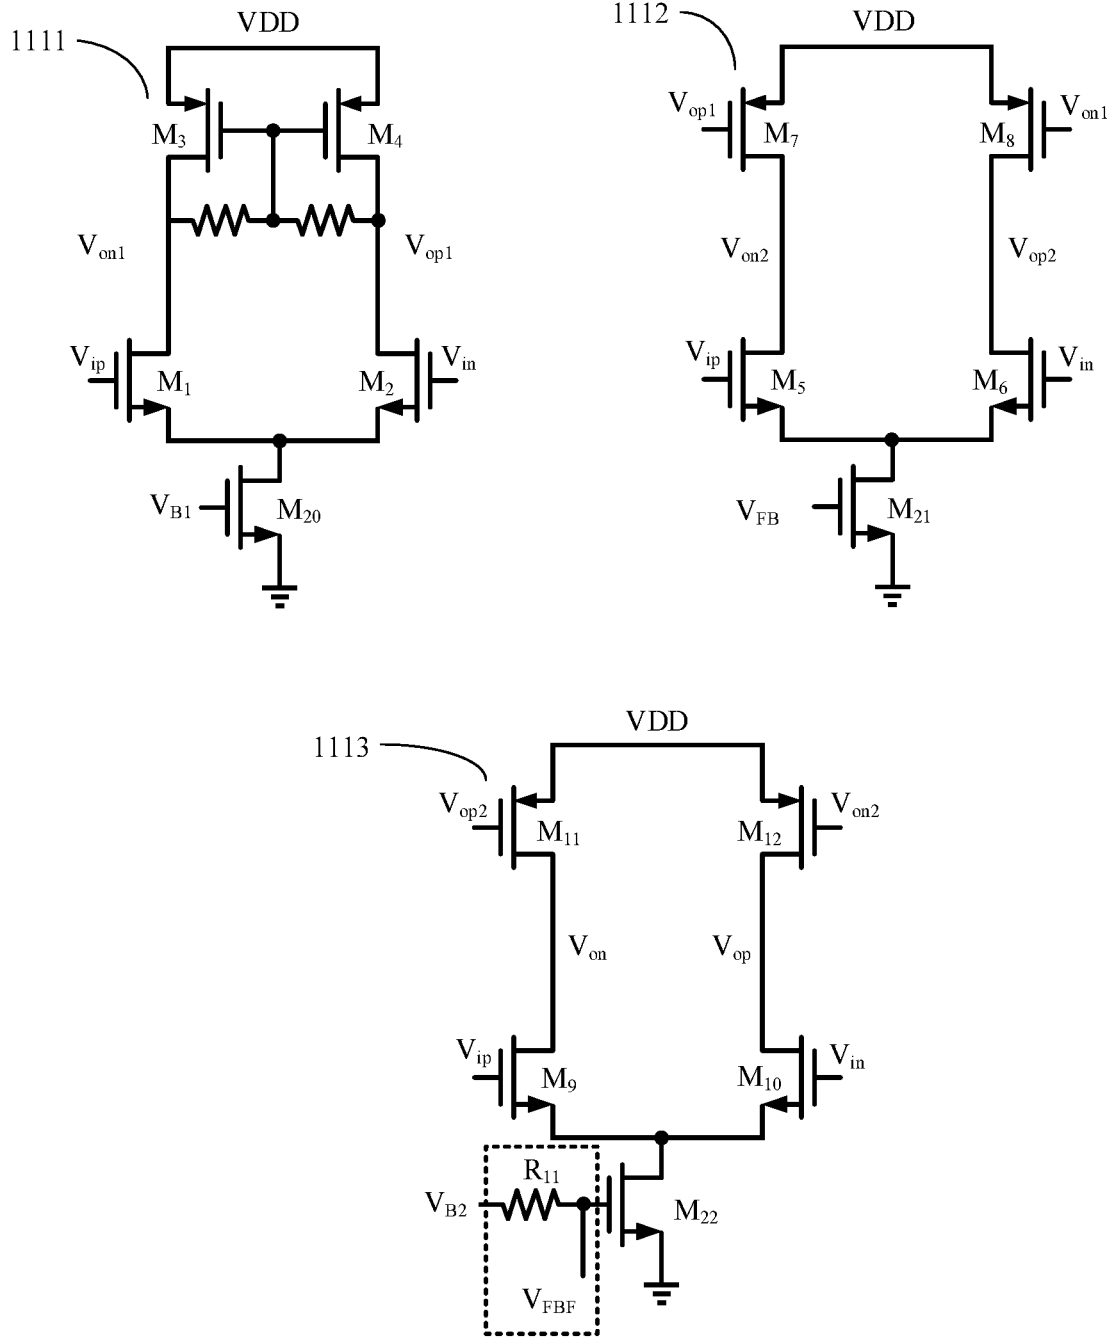 VDD
1111
M3
M4
Von1
Vop1
Vip
M1
M2
Vin
VB1
M20
VDD
1112
Vop1
M7
M8
Von1
Von2
Vop2
Vip
M5
M6
Vin
VFB
M21
VDD
1113
Vop2
M11
M12
Von2
Von
Vop
Vip
M9
M10
Vin
R11
VB2
M22
VFBF